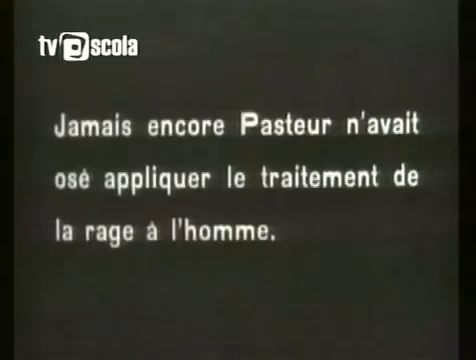 tv escola
Jamais encore Pasteur n'avait
osé appliquer le traitement de
la rage à l'homme.